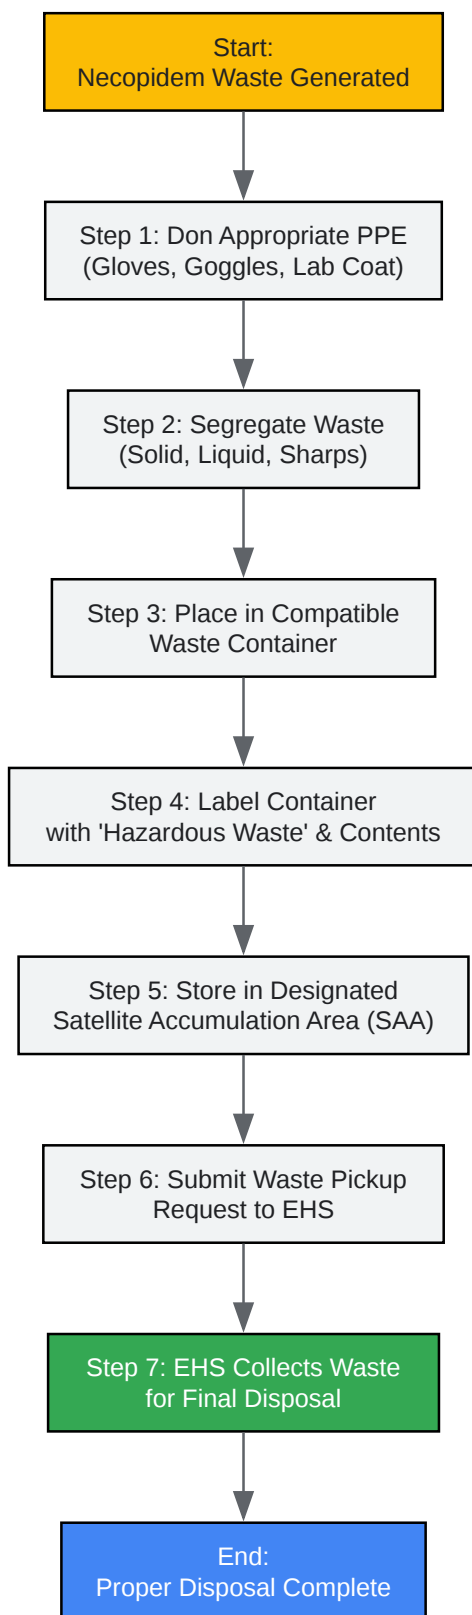 Start:
Necopidem Waste Generated
Step 1: Don Appropriate PPE
(Gloves, Goggles, Lab Coat)
Step 2: Segregate Waste
(Solid, Liquid, Sharps)
Step 3: Place in Compatible
Waste Container
Step 4: Label Container
with 'Hazardous Waste' & Contents
Step 5: Store in Designated
Satellite Accumulation Area (SAA)
Step 6: Submit Waste Pickup
Request to EHS
Step 7: EHS Collects Waste
for Final Disposal
End:
Proper Disposal Complete